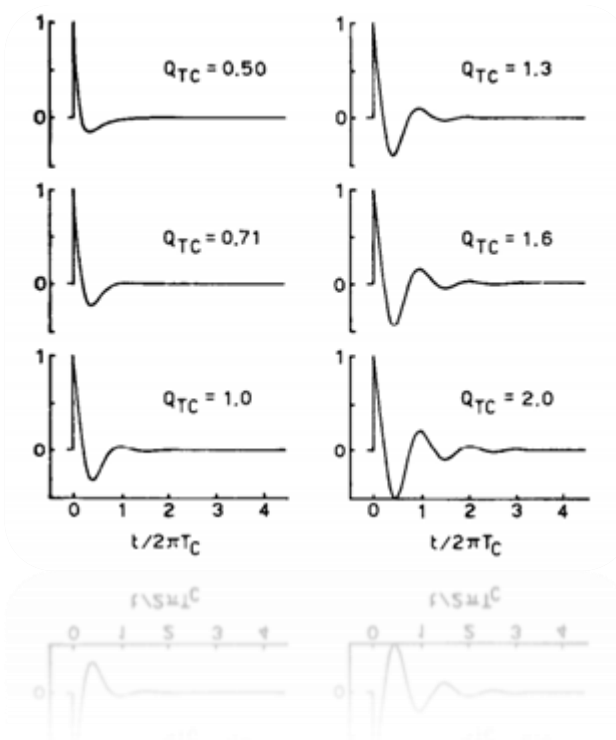 1
Q_TC = 0.50
0
1
Q_TC = 1.3
0
1
Q_TC = 0.71
0
1
Q_TC = 1.6
0
1
Q_TC = 1.0
0
0 1 2 3 4
t/2πT_C
1
Q_TC = 2.0
0
0 1 2 3 4
t/2πT_C